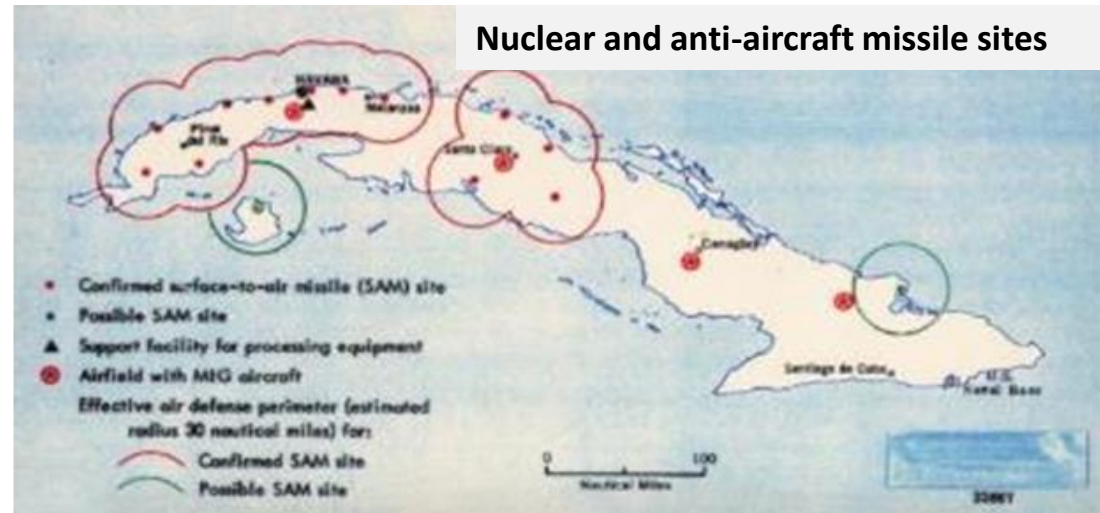 Nuclear and anti-aircraft missile sites
HAVANA
Matanzas
Pinar
del Rio
Santa Clara
Camaguey
Santiago de Cuba
U.S.
Naval Base
Confirmed surface-to-air missile (SAM) site
Possible SAM site
Support facility for processing equipment
Airfield with MIG aircraft
Effective air defense perimeter (estimated
radius 30 nautical miles) for:
Confirmed SAM site
Possible SAM site
0 100
Nautical Miles